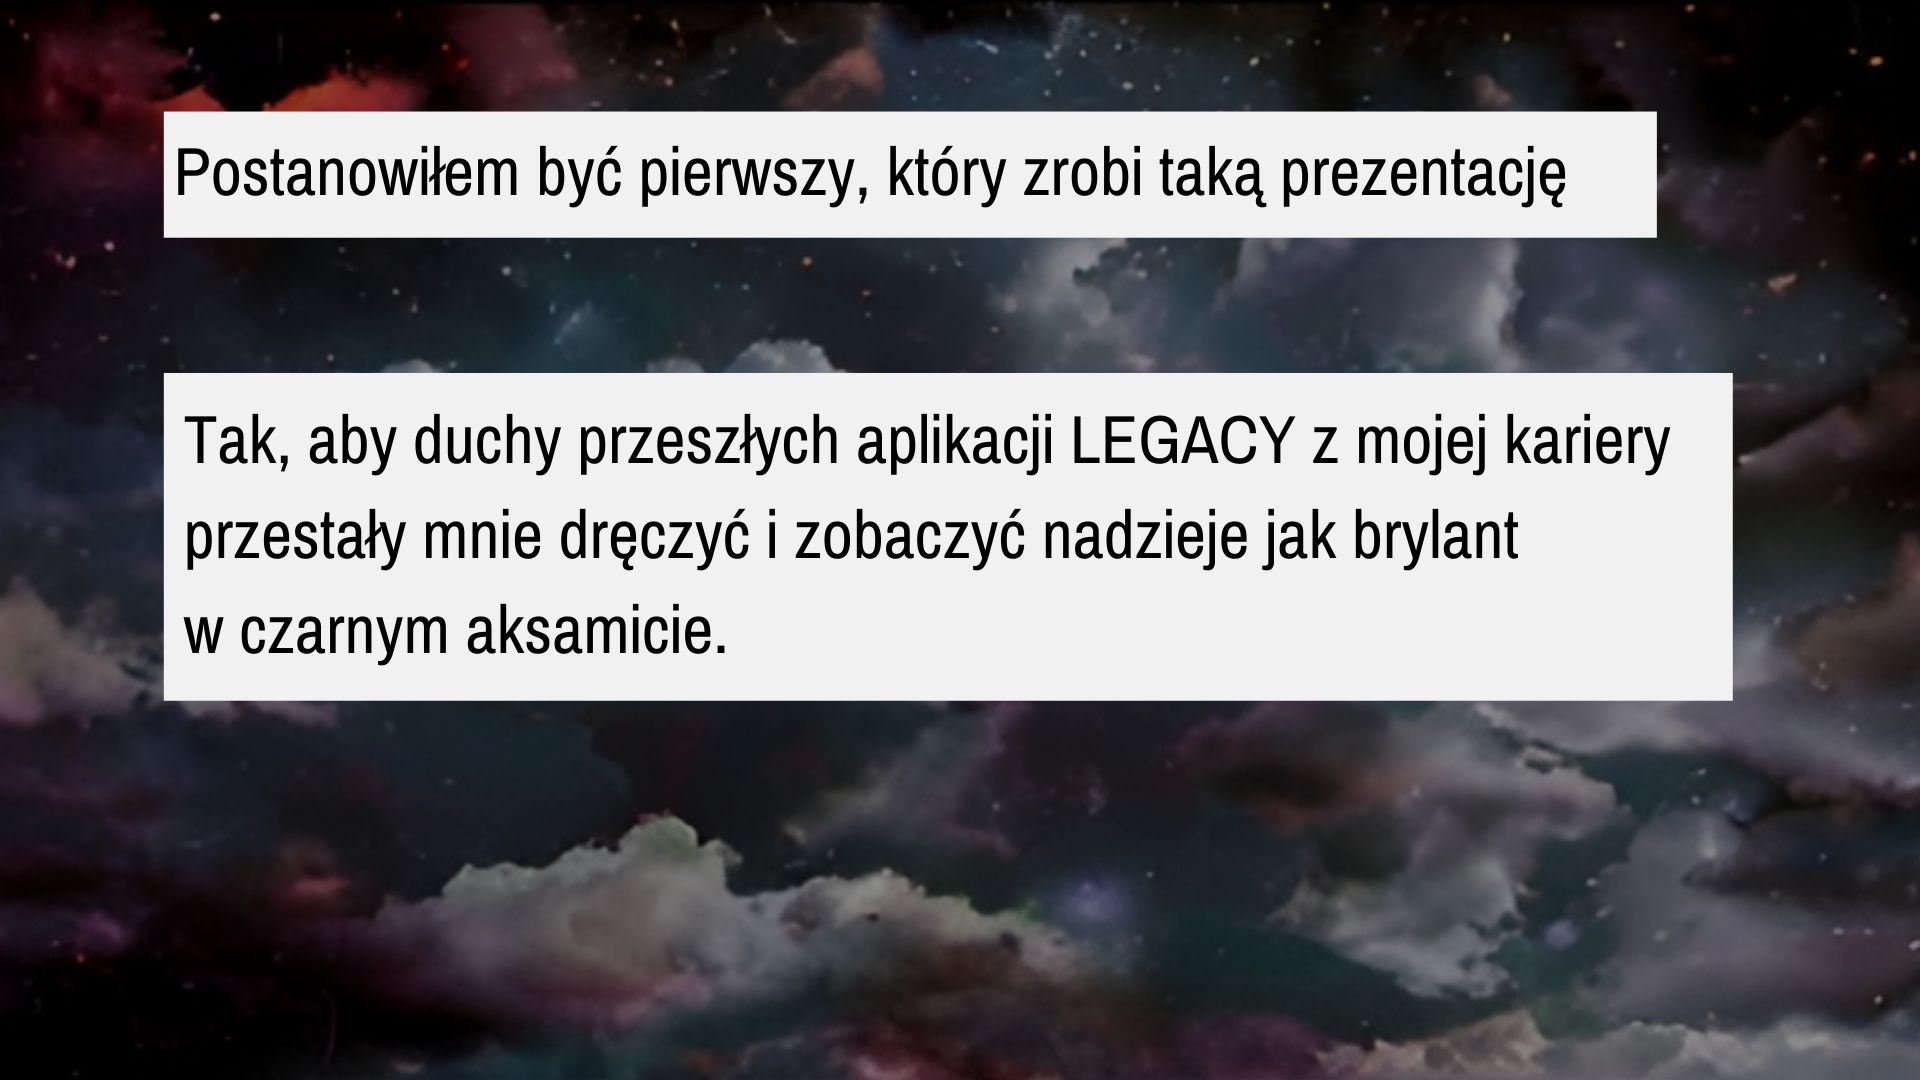 Postanowiłem być pierwszy, który zrobi taką prezentację
Tak, aby duchy przeszłych aplikacji LEGACY z mojej kariery
przestały mnie dręczyć i zobaczyć nadzieje jak brylant
w czarnym aksamicie.